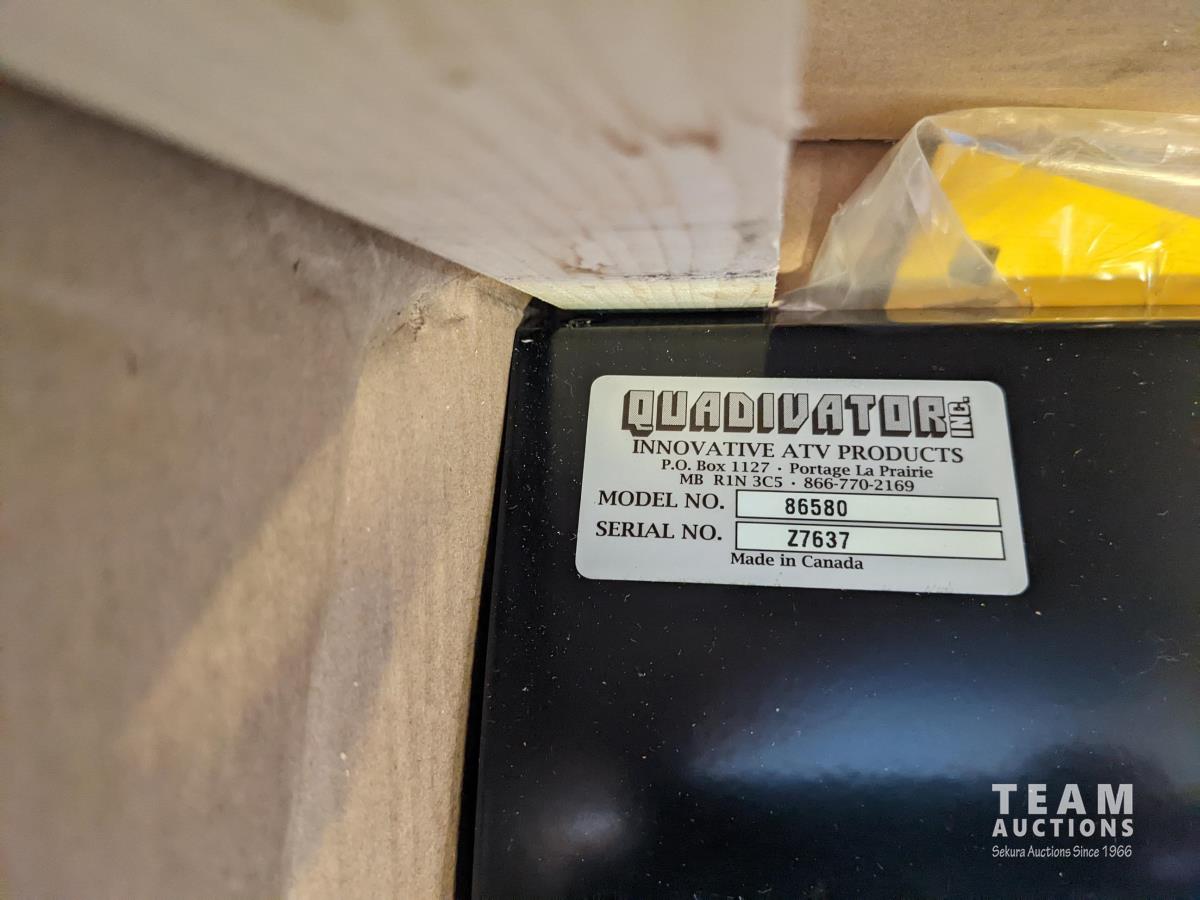 QUADIVATOR INC.
INNOVATIVE ATV PRODUCTS
P.O. Box 1127 · Portage La Prairie
MB R1N 3C5 · 866-770-2169
MODEL NO. 86580
SERIAL NO. Z7637
Made in Canada
TEAM
AUCTIONS
Sekura Auctions Since 1966